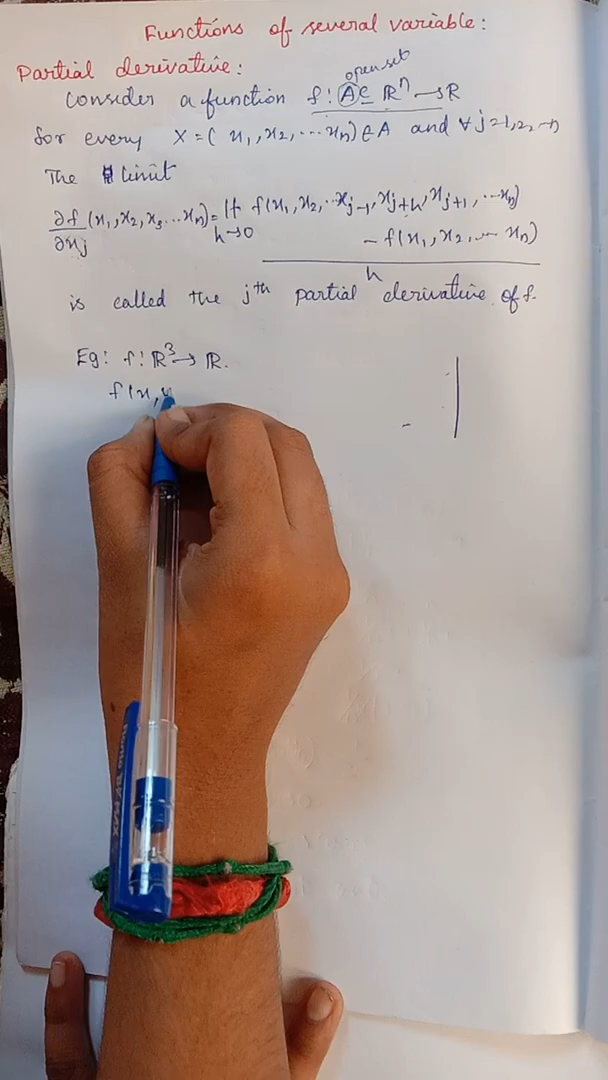 Functions of several variable:
Partial derivative:
open set
Consider a function f: A ⊆ ℝⁿ → ℝ
for every X = (x₁, x₂, ... xₙ) ∈ A and ∀ j = 1, 2, ... n
The limit
∂f/∂xⱼ (x₁, x₂, x₃ ... xₙ) = lt h→0 f(x₁, x₂, .. xⱼ₋₁, xⱼ+h, xⱼ₊₁, ... xₙ)
- f(x₁, x₂, ... xₙ)
h
is called the jᵗʰ partial derivative of f.
Eg: f: ℝ³ → ℝ.
f(x, y